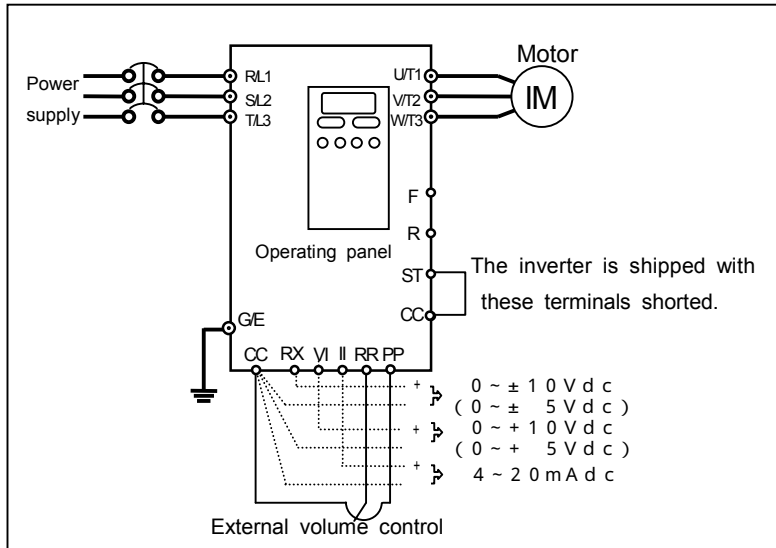 Motor
Power
supply
R/L1
S/L2
T/L3
U/T1
V/T2
W/T3
IM
F
R
Operating panel
ST
CC
The inverter is shipped with
these terminals shorted.
G/E
CC RX VI II RR PP
+ 0~±10Vdc
(0~± 5Vdc)
+ 0~+10Vdc
(0~+ 5Vdc)
+ 4~20mAdc
External volume control